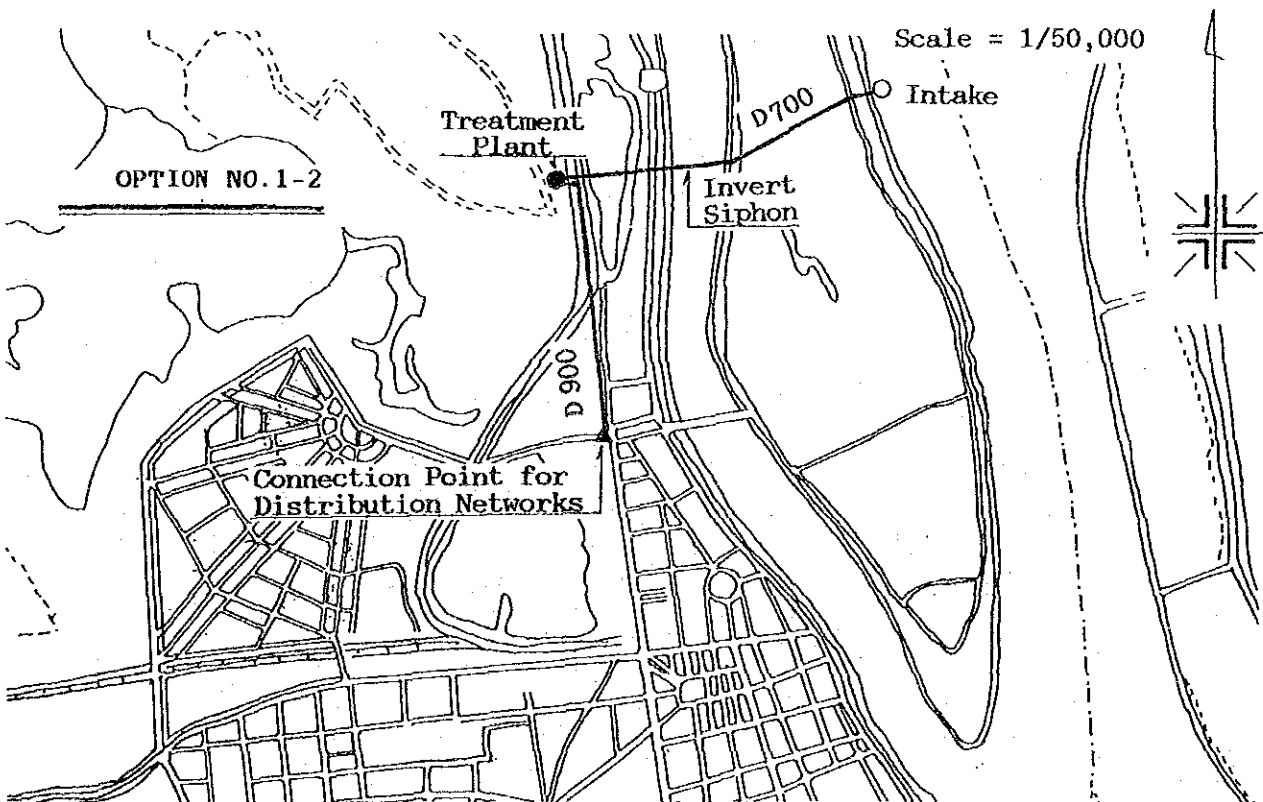 Scale = 1/50,000
D700
Intake
Treatment
Plant
OPTION NO.1-2
Invert
Siphon
D 900
Connection Point for
Distribution Networks